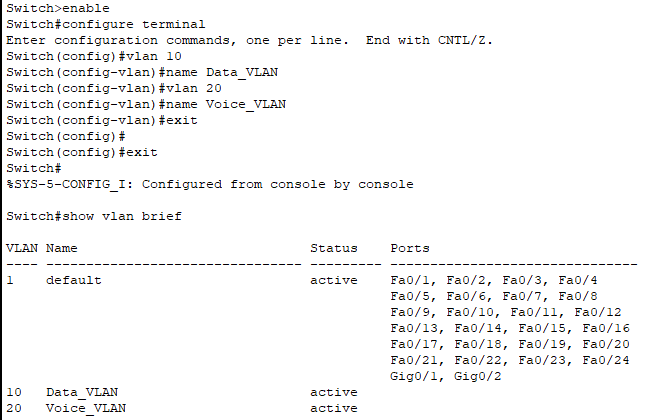 Switch>enable
Switch#configure terminal
Enter configuration commands, one per line.  End with CNTL/Z.
Switch(config)#vlan 10
Switch(config-vlan)#name Data_VLAN
Switch(config-vlan)#vlan 20
Switch(config-vlan)#name Voice_VLAN
Switch(config-vlan)#exit
Switch(config)#
Switch(config)#exit
Switch#
%SYS-5-CONFIG_I: Configured from console by console

Switch#show vlan brief

VLAN Name                             Status    Ports
---- -------------------------------- --------- -------------------------------
1    default                          active    Fa0/1, Fa0/2, Fa0/3, Fa0/4
                                                Fa0/5, Fa0/6, Fa0/7, Fa0/8
                                                Fa0/9, Fa0/10, Fa0/11, Fa0/12
                                                Fa0/13, Fa0/14, Fa0/15, Fa0/16
                                                Fa0/17, Fa0/18, Fa0/19, Fa0/20
                                                Fa0/21, Fa0/22, Fa0/23, Fa0/24
                                                Gig0/1, Gig0/2
10   Data_VLAN                        active
20   Voice_VLAN                       active